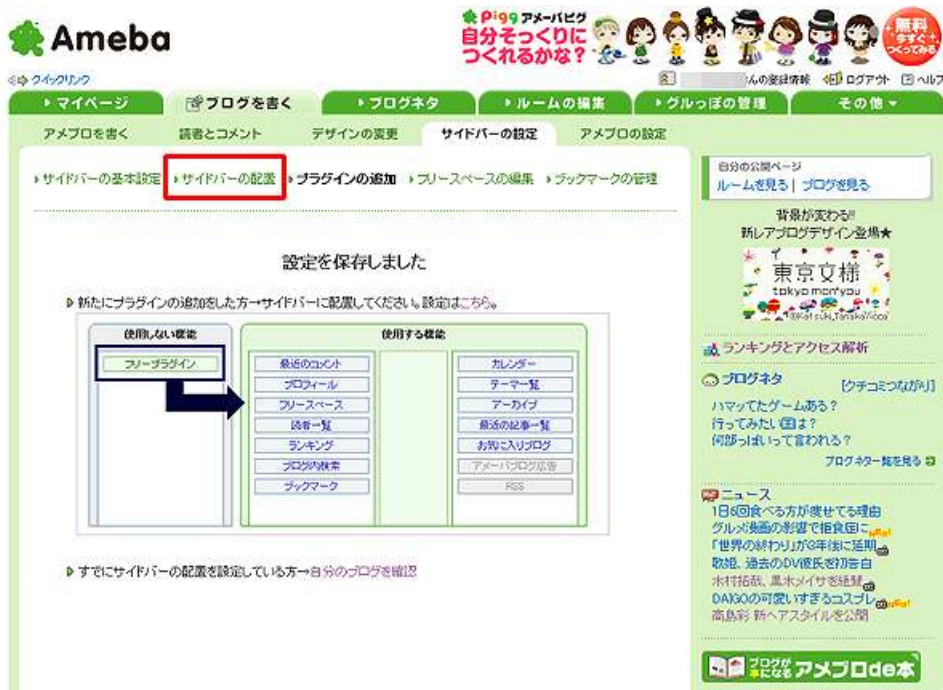 Ameba
Pigg アメーバピグ
自分そっくりに
つくれるかな?
無料
今すぐ
つくってみる
クイックリンク
んの登録情報 ログアウト ヘルプ
マイページ ブログを書く ブログネタ ルームの編集 グルっぽの管理 その他
アメブロを書く 読者とコメント デザインの変更 サイドバーの設定 アメブロの設定
サイドバーの基本設定 サイドバーの配置 プラグインの追加 フリースペースの編集 ブックマークの管理
設定を保存しました
新たにプラグインの追加をした方→サイドバーに配置してください。設定はこちら。
使用しない機能 使用する機能
フリープラグイン 最近のコメント カレンダー
プロフィール テーマ一覧
フリースペース アーカイブ
読者一覧 最近の記事一覧
ランキング お気に入りブログ
ブログ内検索 アメーバブログ広告
ブックマーク RSS
すでにサイドバーの配置を設定している方→自分のブログを確認
自分の公開ページ
ルームを見る | ブログを見る
背景が変わる!!
新レアブログデザイン登場★
東京文様
tokyo mon'you
ランキングとアクセス解析
ブログネタ [クチコミつながり]
ハマッてたゲームある?
行ってみたい国は?
何部っぽいって言われる?
ブログネタ一覧を見る
ニュース
1日6回食べる方が痩せてる理由
グルメ漫画の影響で拒食症に
「世界の終わり」が3年後に延期
歌姫、過去のDV彼氏を初告白
木村拓哉、黒木メイサを絶賛
DAIGOの可愛いすぎるコスプレ
高島彩 新ヘアスタイルを公開
ブログが
本になる アメブロde本